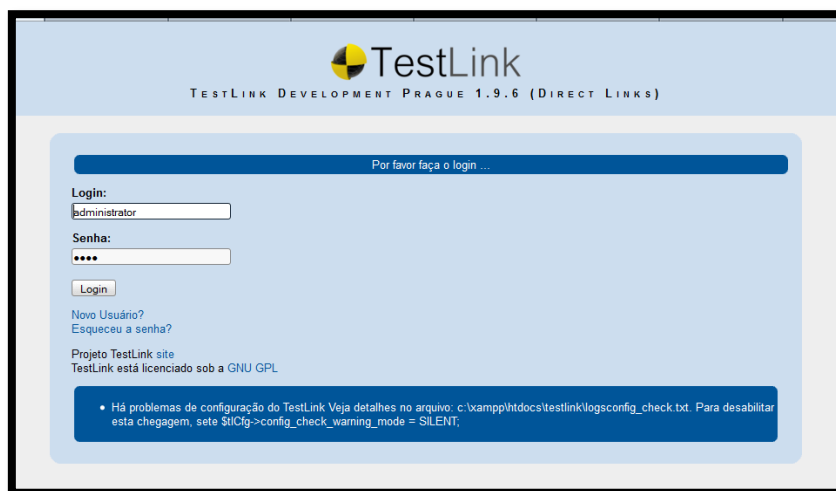 TestLink
TestLink Development Prague 1.9.6 (Direct Links)
Por favor faça o login ...
Login:
administrator
Senha:
••••
Login
Novo Usuário?
Esqueceu a senha?
Projeto TestLink site
TestLink está licenciado sob a GNU GPL
• Há problemas de configuração do TestLink Veja detalhes no arquivo: c:\xampp\htdocs\testlink\logsconfig_check.txt. Para desabilitar
esta chegagem, sete $tlCfg->config_check_warning_mode = SILENT;